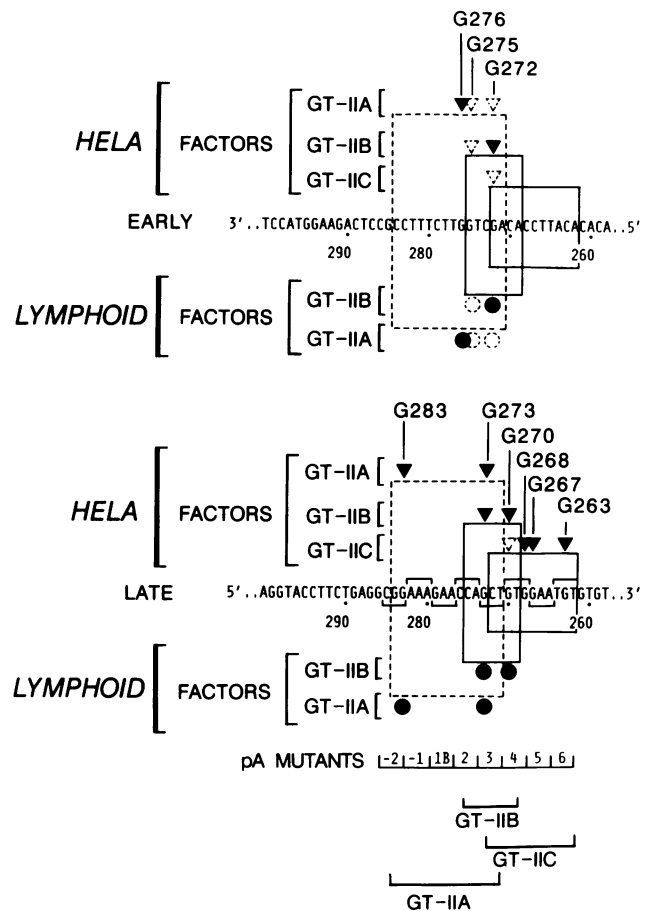 G276
G275
G272
GT-IIA
HELA FACTORS GT-IIB
GT-IIC
EARLY 3'..TCCATGGAAGACTCCGCCTTTCTTGGTCGACACCTTACACACA..5'
290 280 260
LYMPHOID FACTORS GT-IIB
GT-IIA
G283 G273
G270
G268
G267
G263
GT-IIA
HELA FACTORS GT-IIB
GT-IIC
LATE 5'..AGGTACCTTCTGAGGCGGAAAGAACCAGCTGTGGAATGTGTGT..3'
290 280 260
LYMPHOID FACTORS GT-IIB
GT-IIA
pA MUTANTS -2 -1 1B 2 3 4 5 6
GT-IIB
GT-IIC
GT-IIA